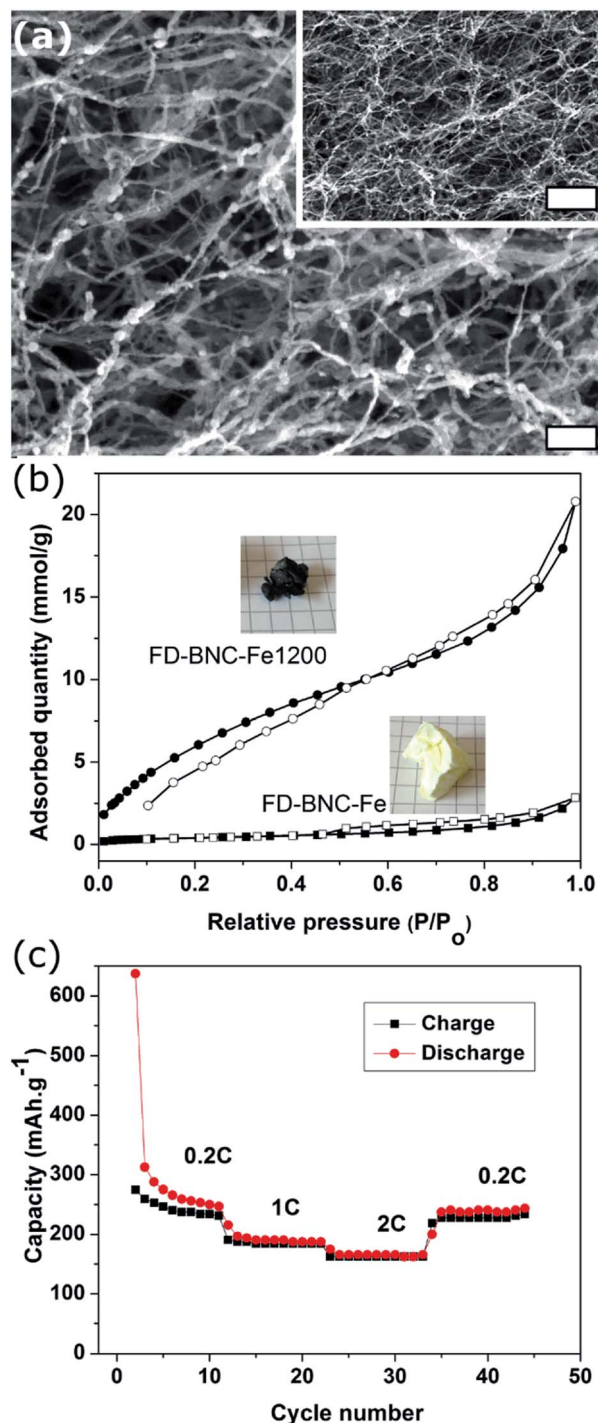 (a)
(b)
20
15
10
5
0
Adsorbed quantity (mmol/g)
FD-BNC-Fe1200
FD-BNC-Fe
0.0 0.2 0.4 0.6 0.8 1.0
Relative pressure (P/Po)
(c)
600
500
400
300
200
100
0
Capacity (mAh.g-1)
Charge
Discharge
0.2C
1C
2C
0.2C
0 10 20 30 40 50
Cycle number